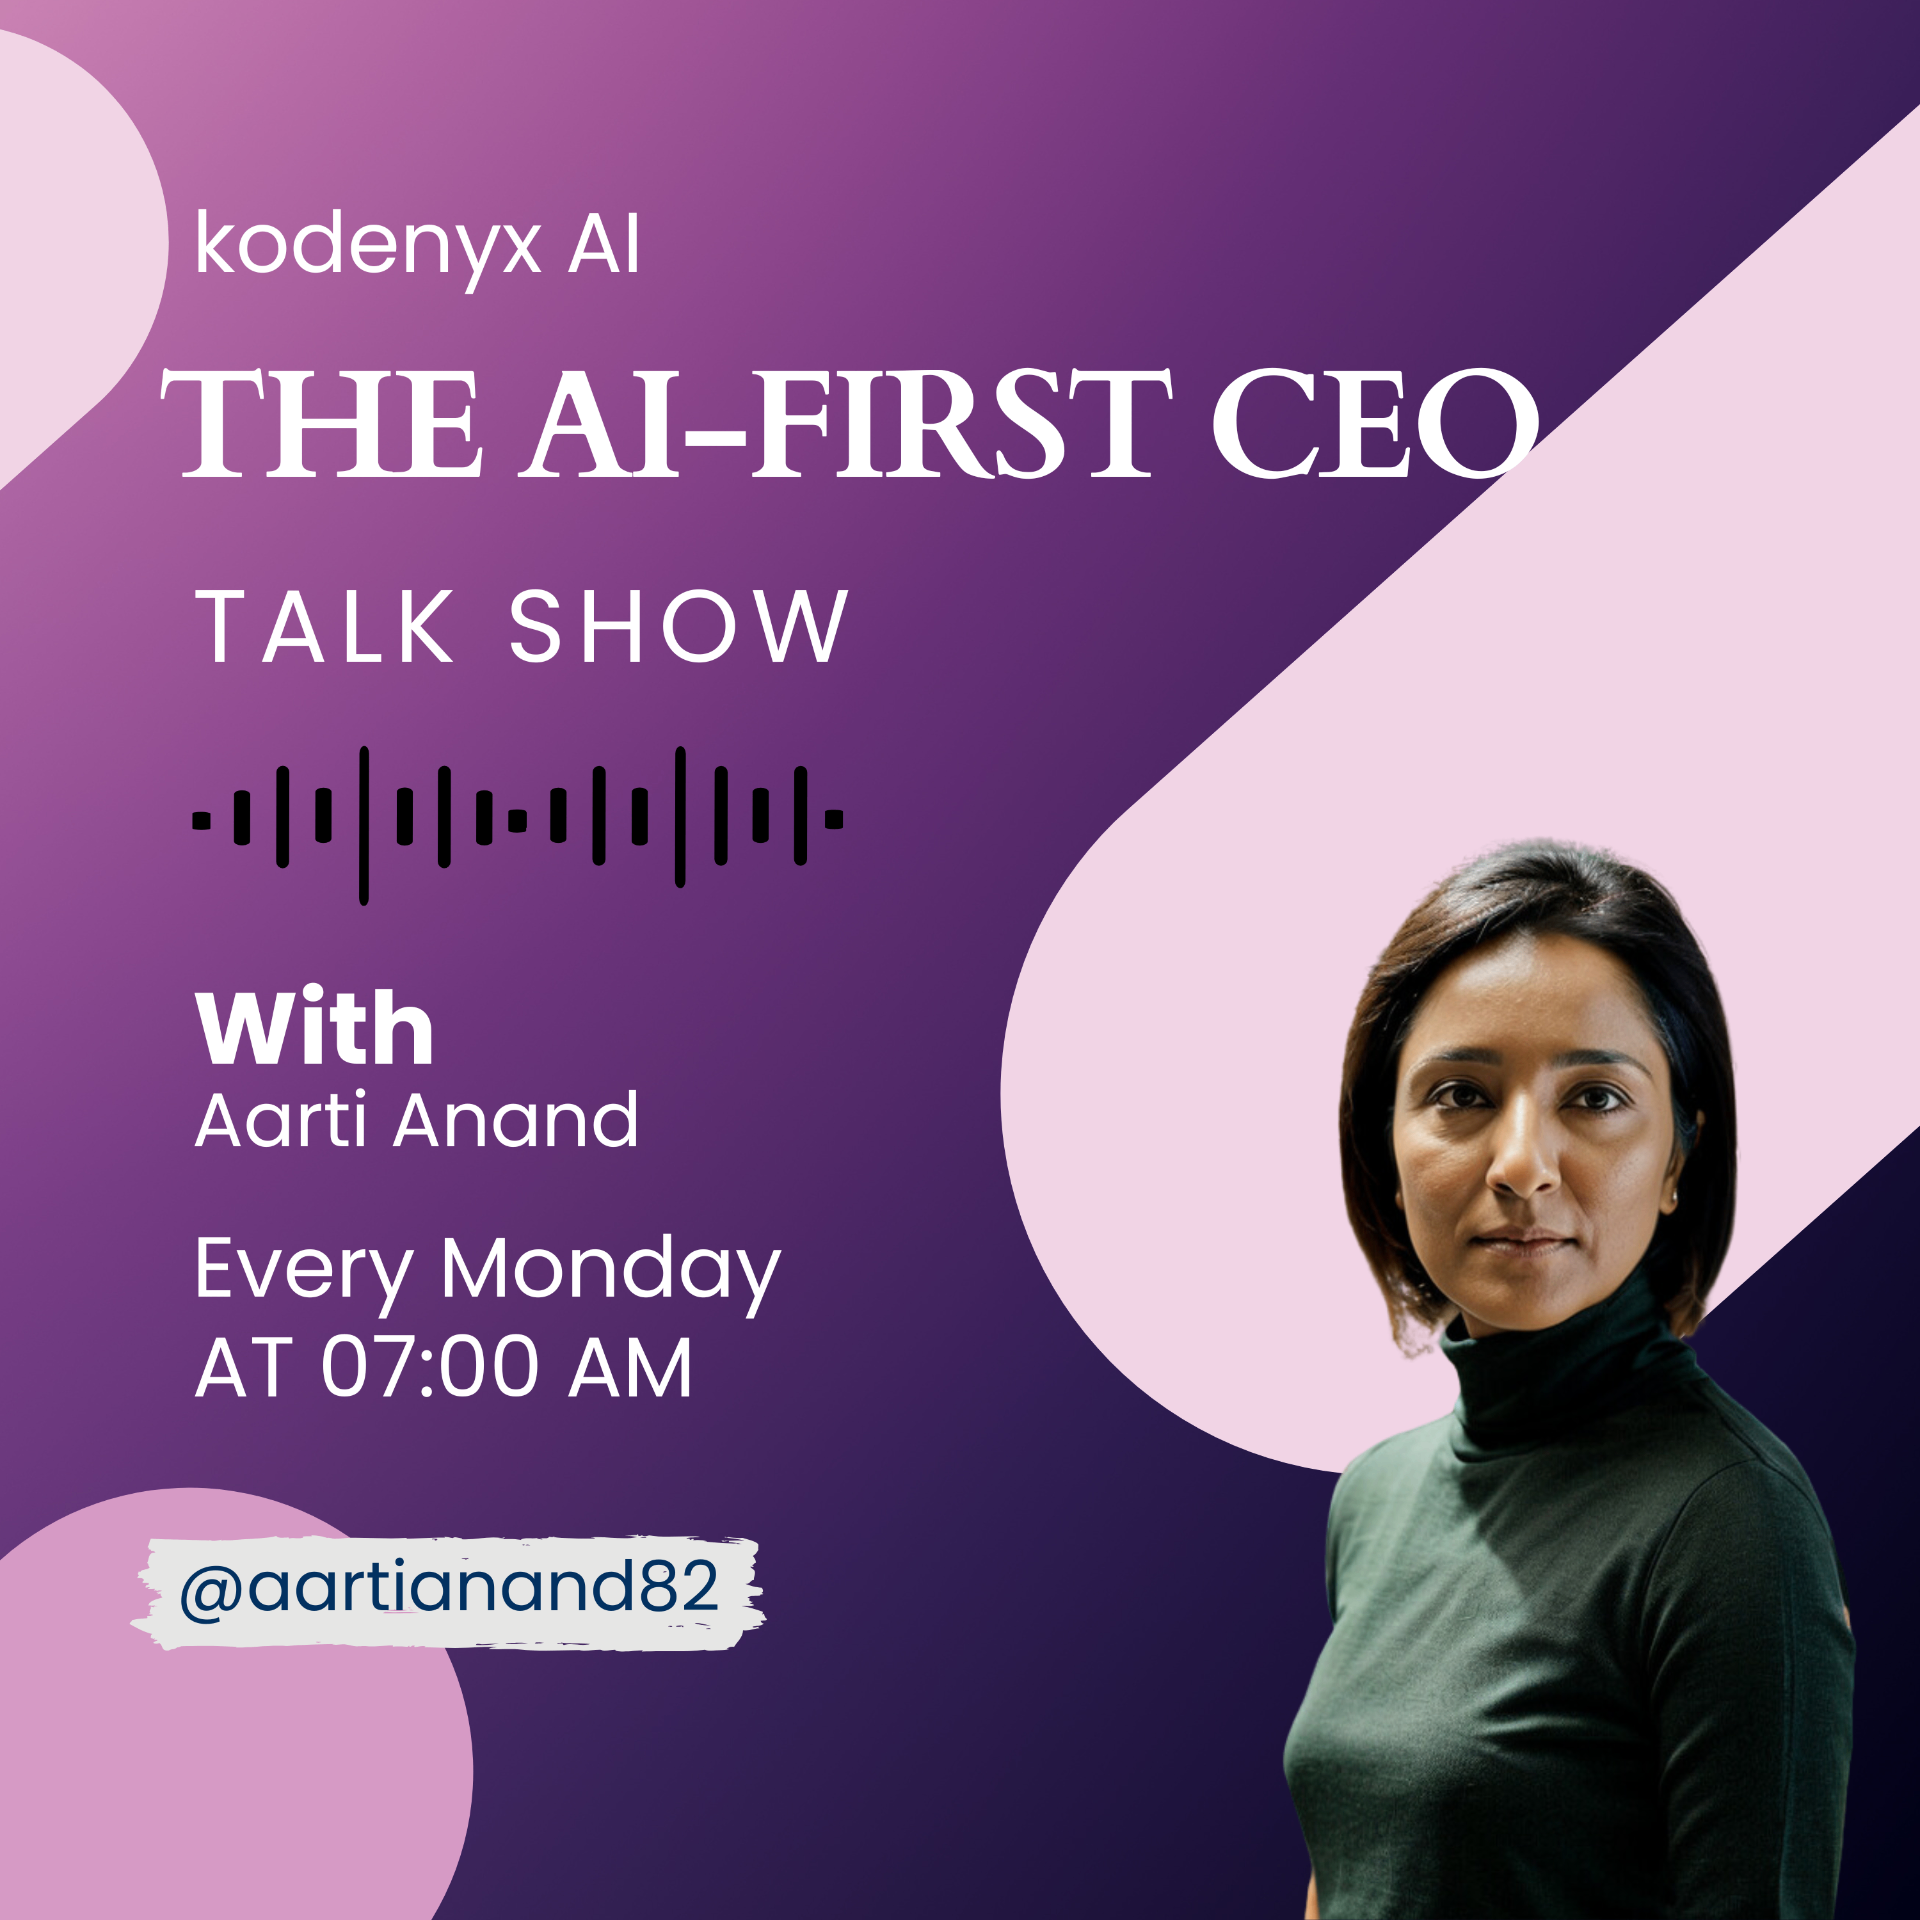 kodenyx AI
THE AI-FIRST CEO
TALK SHOW
With
Aarti Anand
Every Monday
AT 07:00 AM
@aartianand82